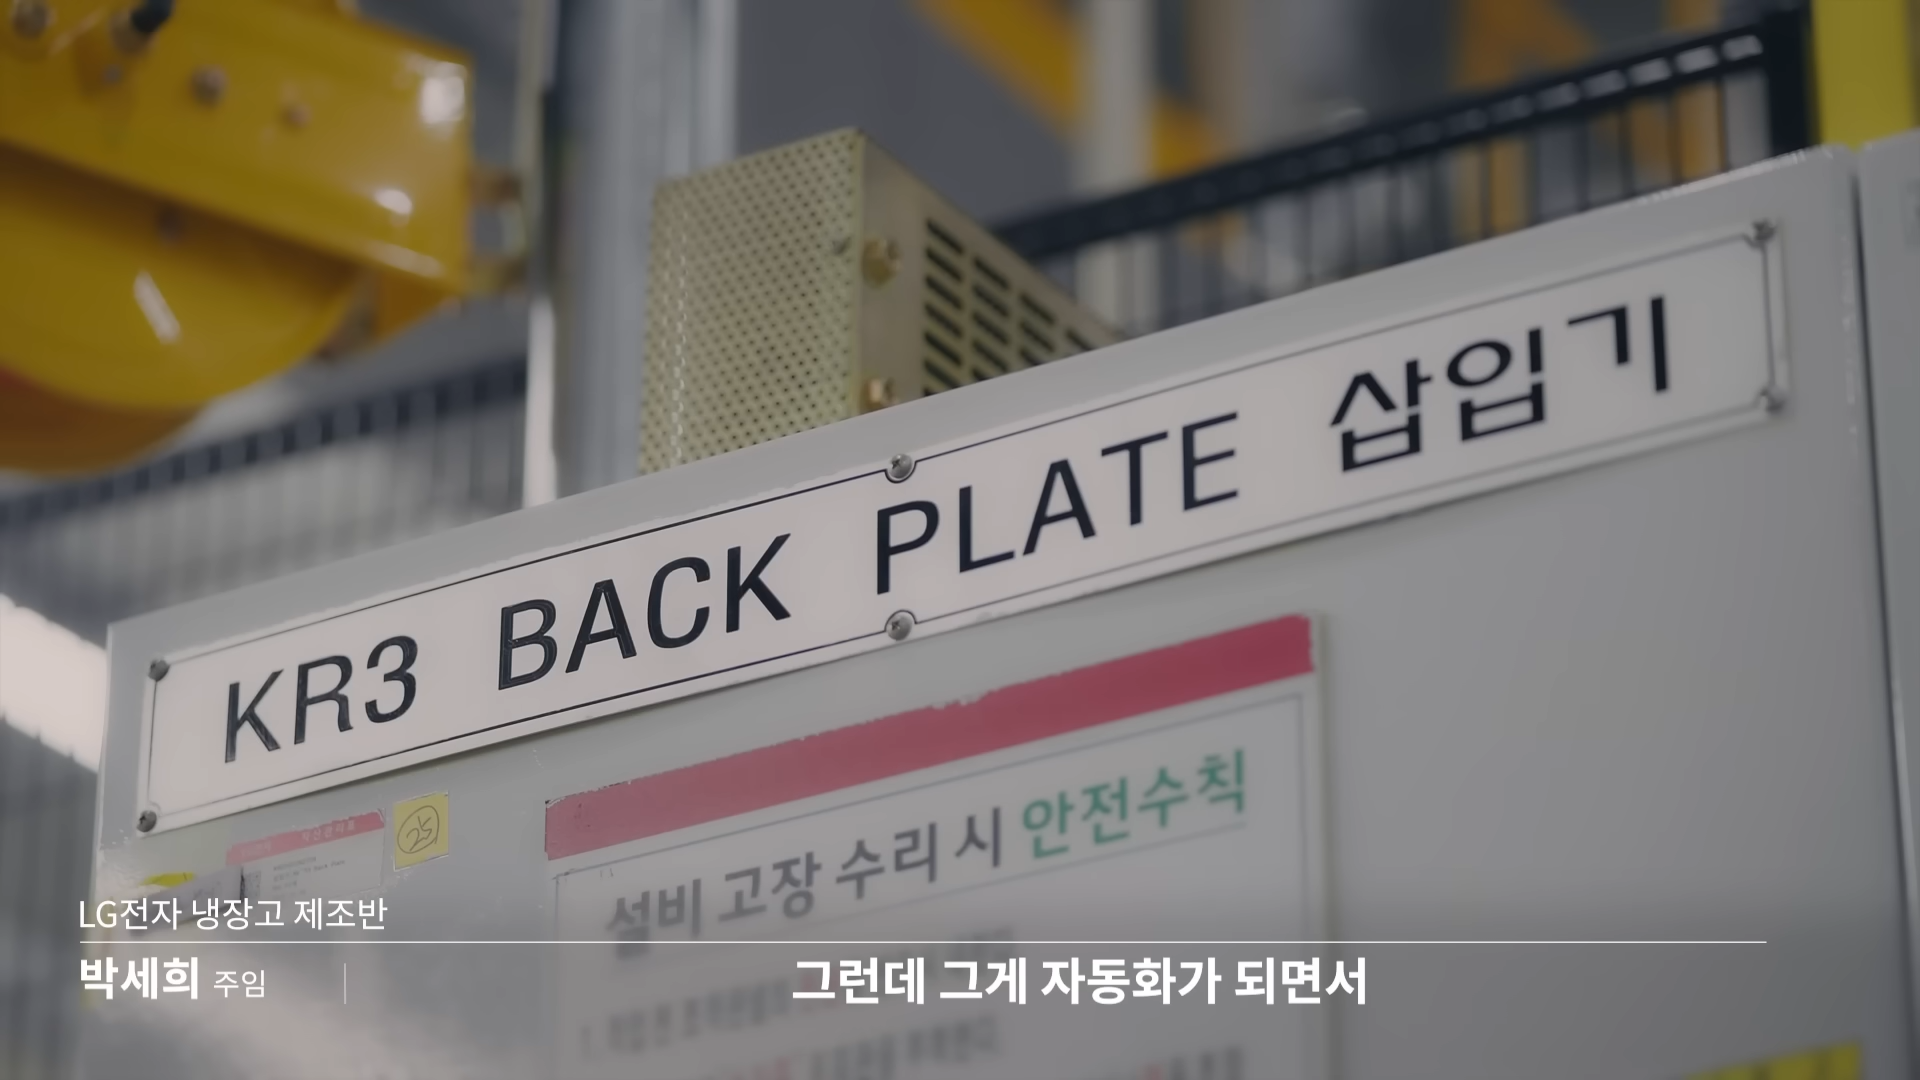 KR3 BACK PLATE 삽입기
25
설비 고장 수리 시 안전수칙
LG전자 냉장고 제조반
박세희 주임
그런데 그게 자동화가 되면서